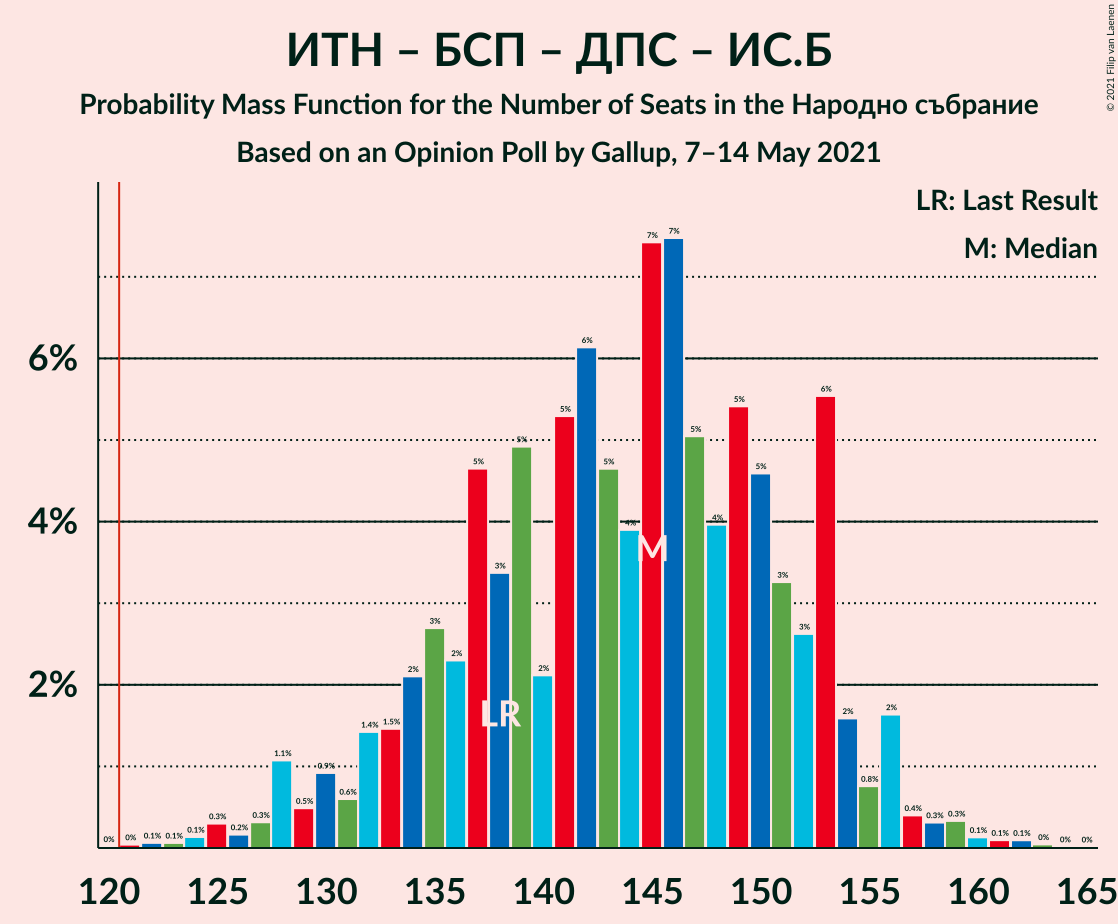 ИТН – БСП – ДПС – ИС.Б
Probability Mass Function for the Number of Seats in the Народно събрание
Based on an Opinion Poll by Gallup, 7–14 May 2021
© 2021 Filip van Laenen
LR: Last Result
M: Median
6%
4%
2%
0% 0% 0.1% 0.1% 0.1% 0.3% 0.2% 0.3% 1.1% 0.5% 0.9% 0.6% 1.4% 1.5% 2% 3% 2% 5% 3% 5% 2% 5% 6% 5% 4% 7% 7% 5% 4% 5% 5% 3% 3% 6% 2% 0.8% 2% 0.4% 0.3% 0.3% 0.1% 0.1% 0.1% 0% 0% 0%
M
LR
120 125 130 135 140 145 150 155 160 165